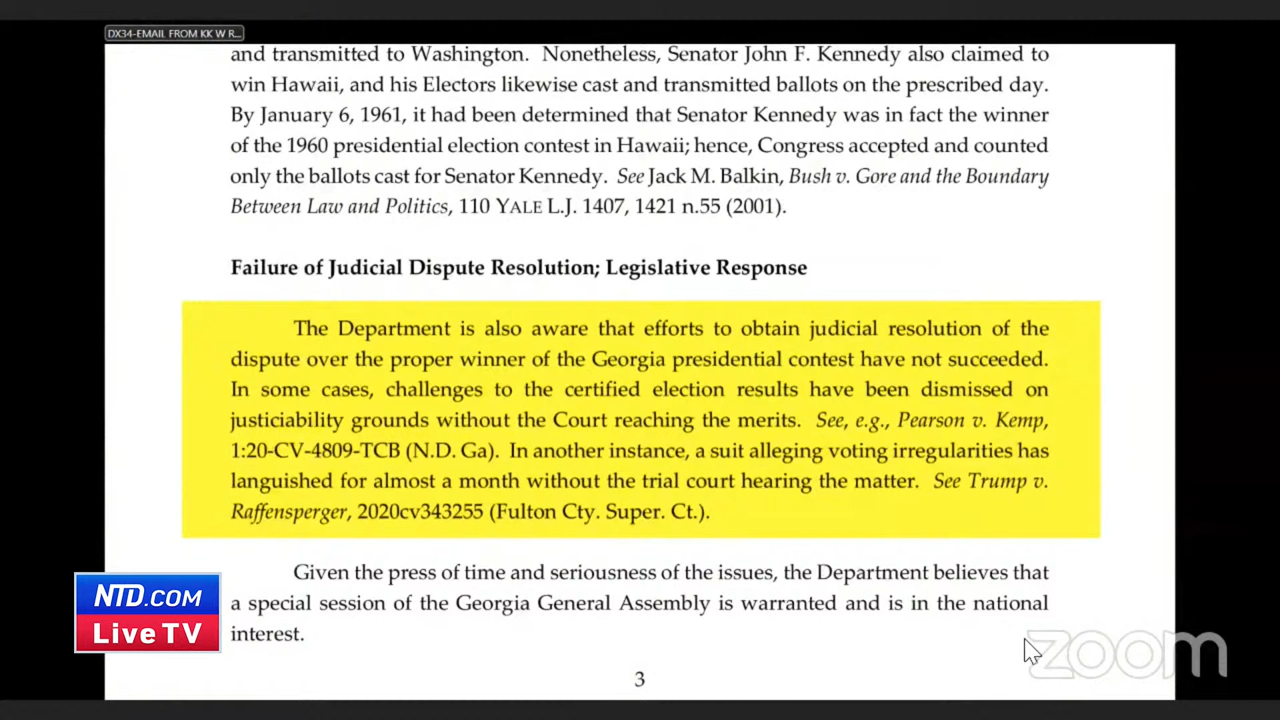 DX34-EMAIL FROM KK W R...
and transmitted to Washington. Nonetheless, Senator John F. Kennedy also claimed to
win Hawaii, and his Electors likewise cast and transmitted ballots on the prescribed day.
By January 6, 1961, it had been determined that Senator Kennedy was in fact the winner
of the 1960 presidential election contest in Hawaii; hence, Congress accepted and counted
only the ballots cast for Senator Kennedy. See Jack M. Balkin, Bush v. Gore and the Boundary
Between Law and Politics, 110 YALE L.J. 1407, 1421 n.55 (2001).
Failure of Judicial Dispute Resolution; Legislative Response
The Department is also aware that efforts to obtain judicial resolution of the
dispute over the proper winner of the Georgia presidential contest have not succeeded.
In some cases, challenges to the certified election results have been dismissed on
justiciability grounds without the Court reaching the merits. See, e.g., Pearson v. Kemp,
1:20-CV-4809-TCB (N.D. Ga). In another instance, a suit alleging voting irregularities has
languished for almost a month without the trial court hearing the matter. See Trump v.
Raffensperger, 2020cv343255 (Fulton Cty. Super. Ct.).
Given the press of time and seriousness of the issues, the Department believes that
a special session of the Georgia General Assembly is warranted and is in the national
interest.
3
NTD.COM
Live TV
zoom